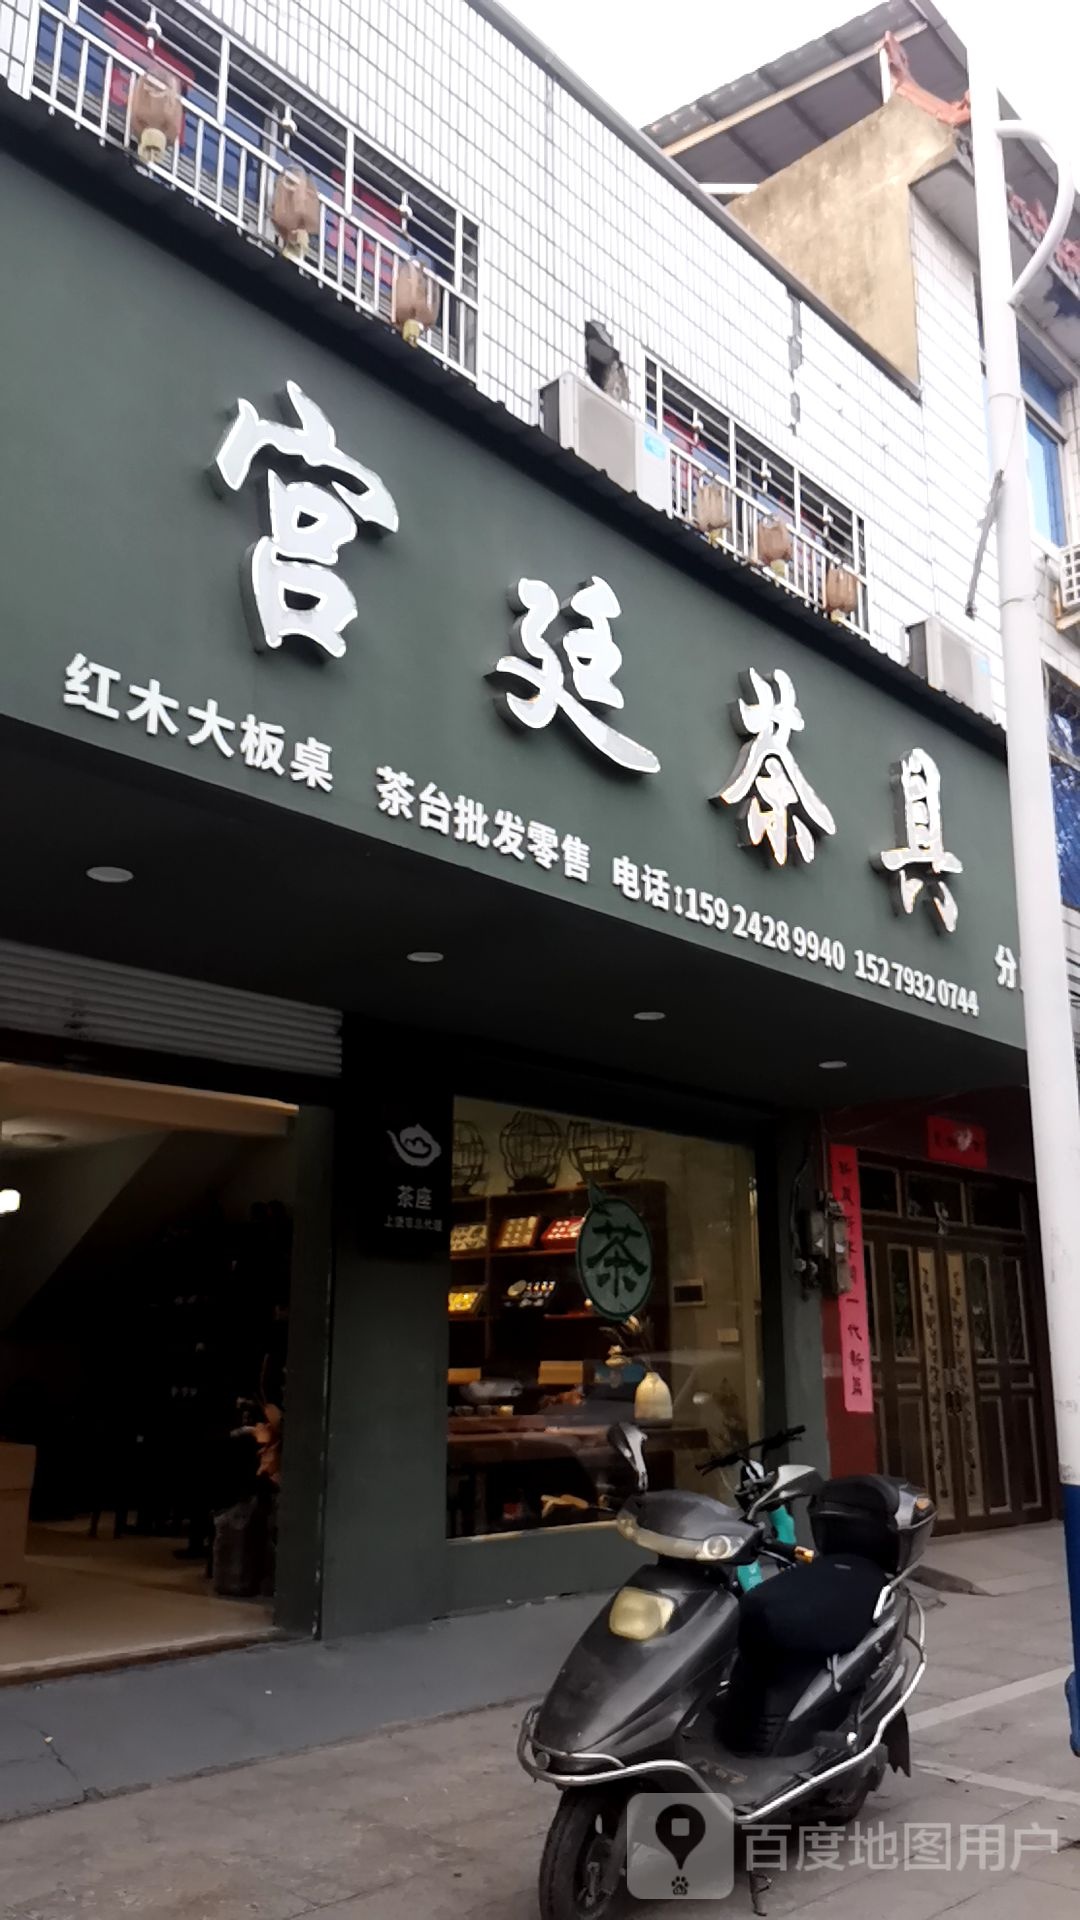 宫廷茶具
红木大板桌 茶台批发零售 电话:159 2428 9940 152 7932 0744
分
茶座
茶
百度地图用户